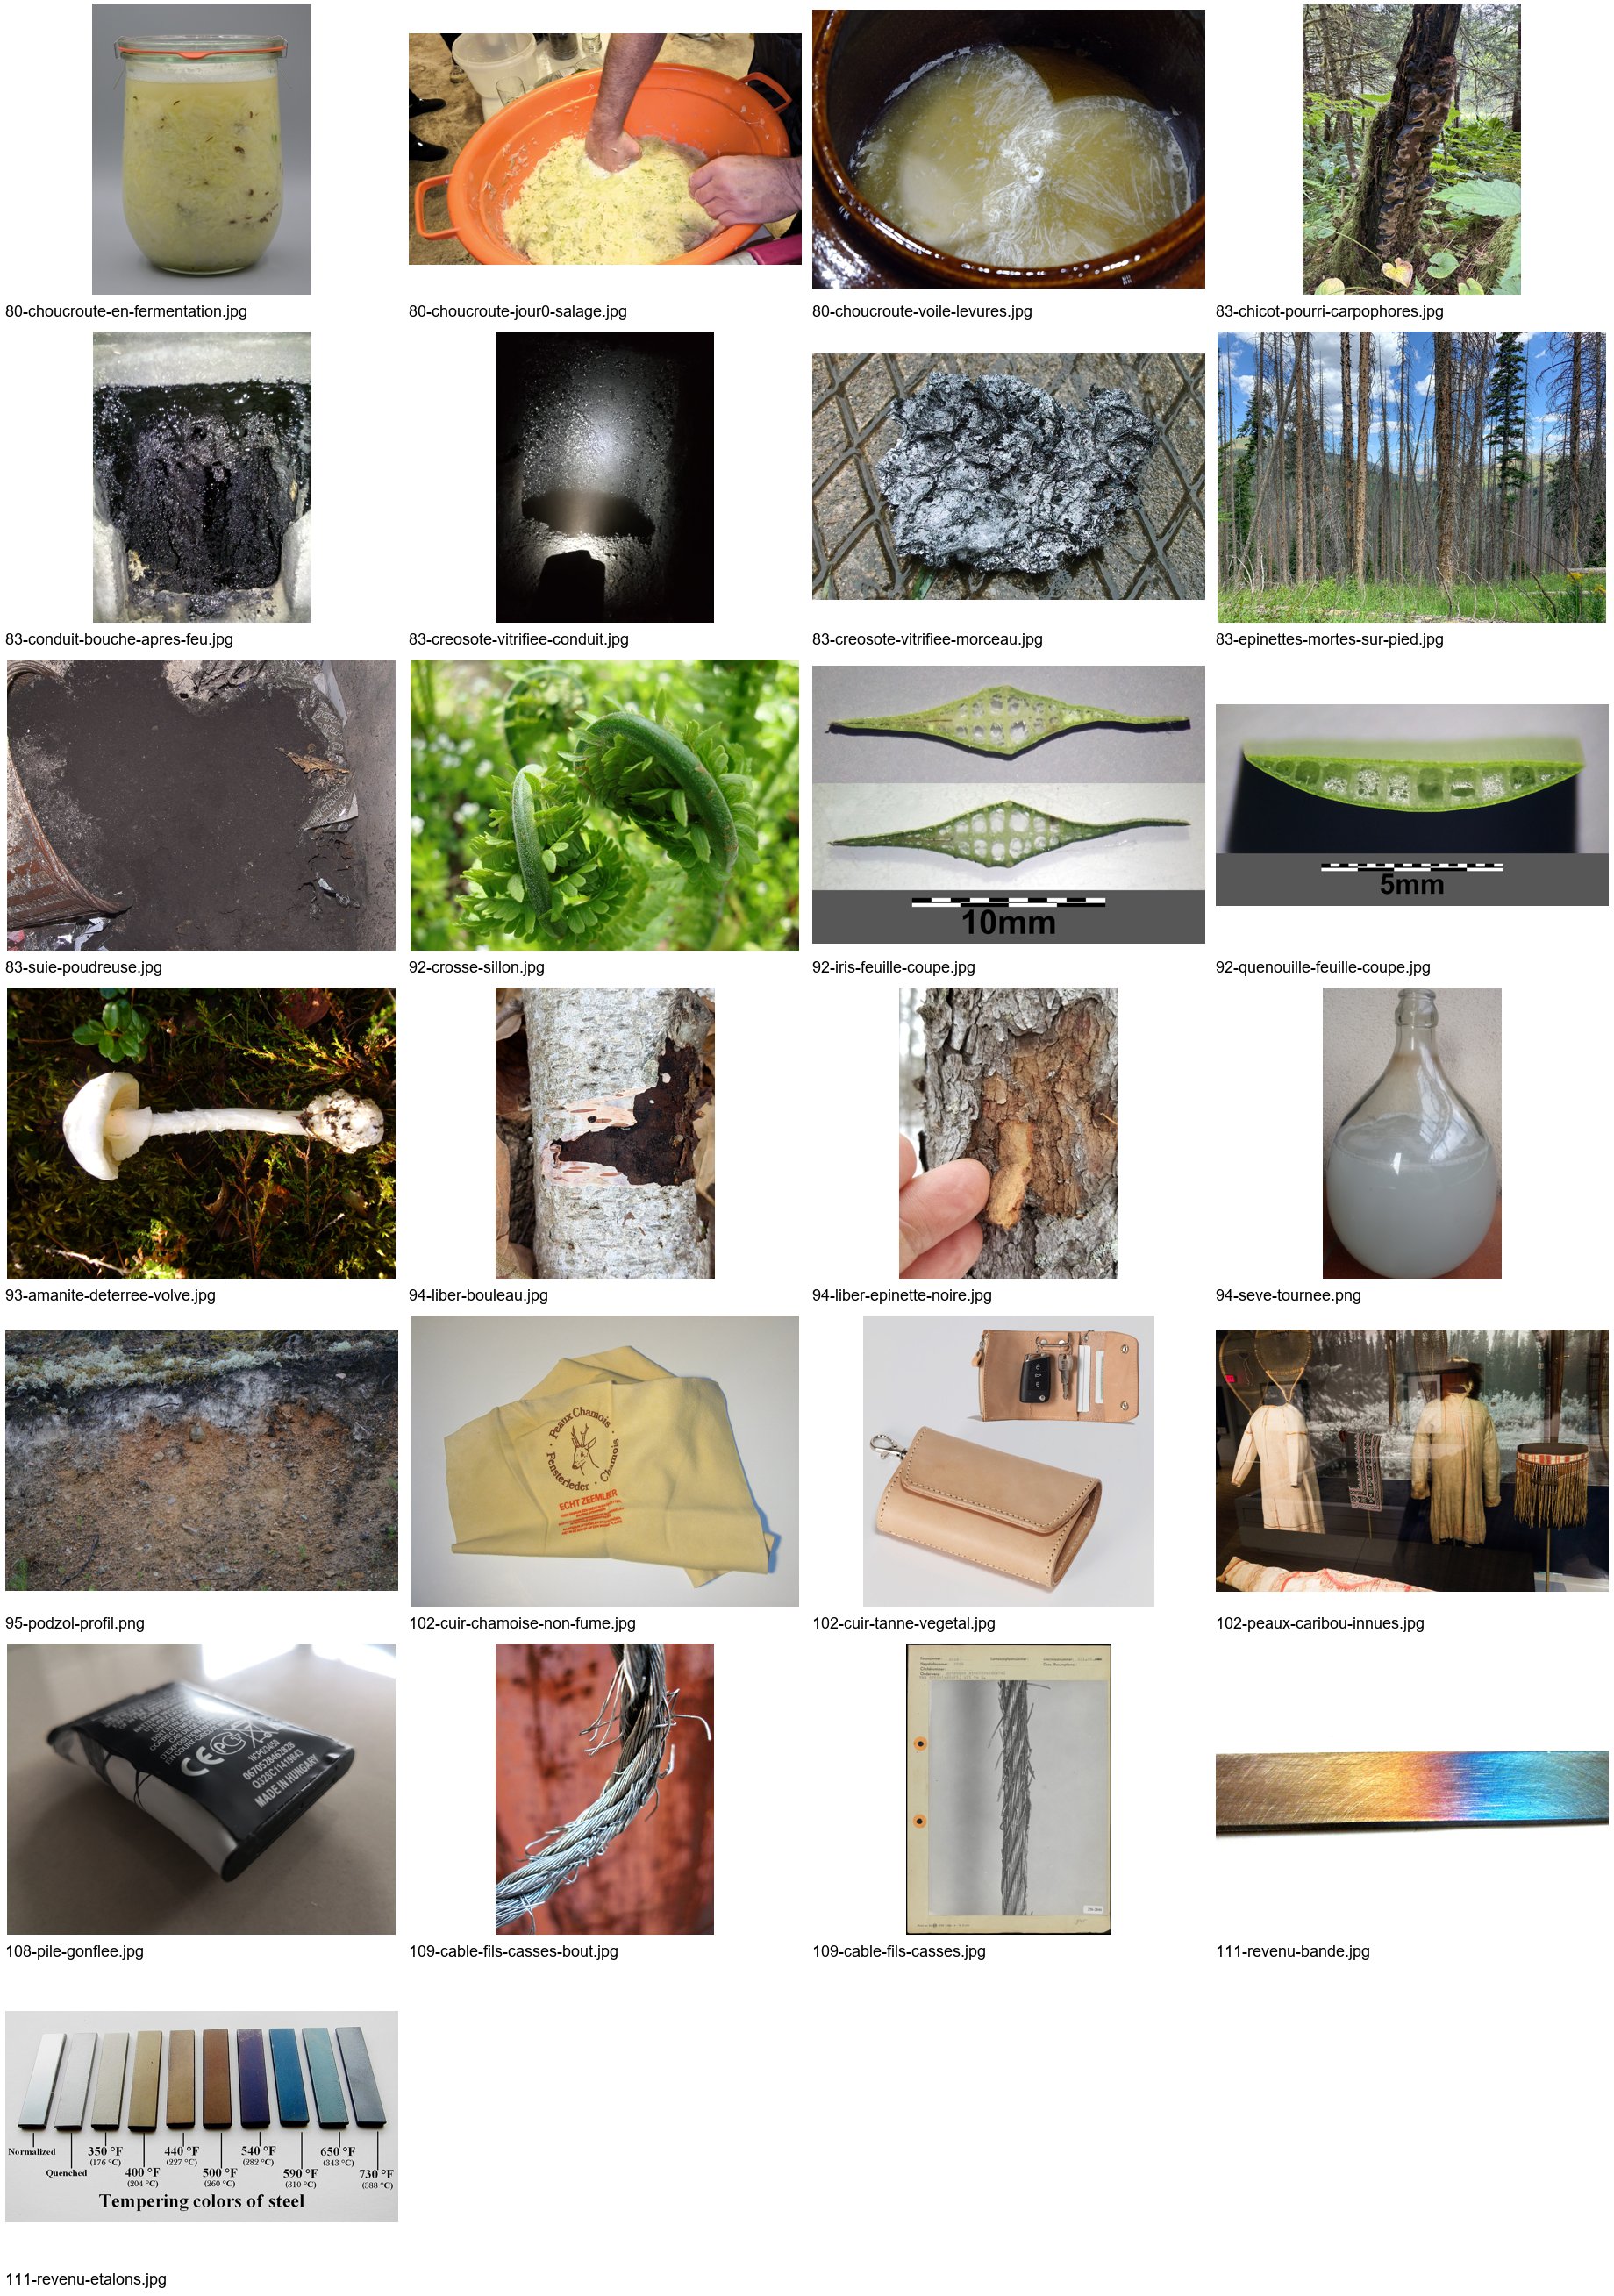 80-choucroute-en-fermentation.jpg
80-choucroute-jour0-salage.jpg
80-choucroute-voile-levures.jpg
83-chicot-pourri-carpophores.jpg
83-conduit-bouche-apres-feu.jpg
83-creosote-vitrifiee-conduit.jpg
83-creosote-vitrifiee-morceau.jpg
83-epinettes-mortes-sur-pied.jpg
10mm
5mm
83-suie-poudreuse.jpg
92-crosse-sillon.jpg
92-iris-feuille-coupe.jpg
92-quenouille-feuille-coupe.jpg
93-amanite-deterree-volve.jpg
94-liber-bouleau.jpg
94-liber-epinette-noire.jpg
94-seve-tournee.png
Peaux Chamois
Fensterleder · Chamois
ECHT ZEEMLEER
95-podzol-profil.png
102-cuir-chamoise-non-fume.jpg
102-cuir-tanne-vegetal.jpg
102-peaux-caribou-innues.jpg
CE
MADE IN HUNGARY
108-pile-gonflee.jpg
109-cable-fils-casses-bout.jpg
109-cable-fils-casses.jpg
111-revenu-bande.jpg
Normalized
Quenched
350 °F
(176 °C)
400 °F
(204 °C)
440 °F
(227 °C)
500 °F
(260 °C)
540 °F
(282 °C)
590 °F
(310 °C)
650 °F
(343 °C)
730 °F
(388 °C)
Tempering colors of steel
111-revenu-etalons.jpg